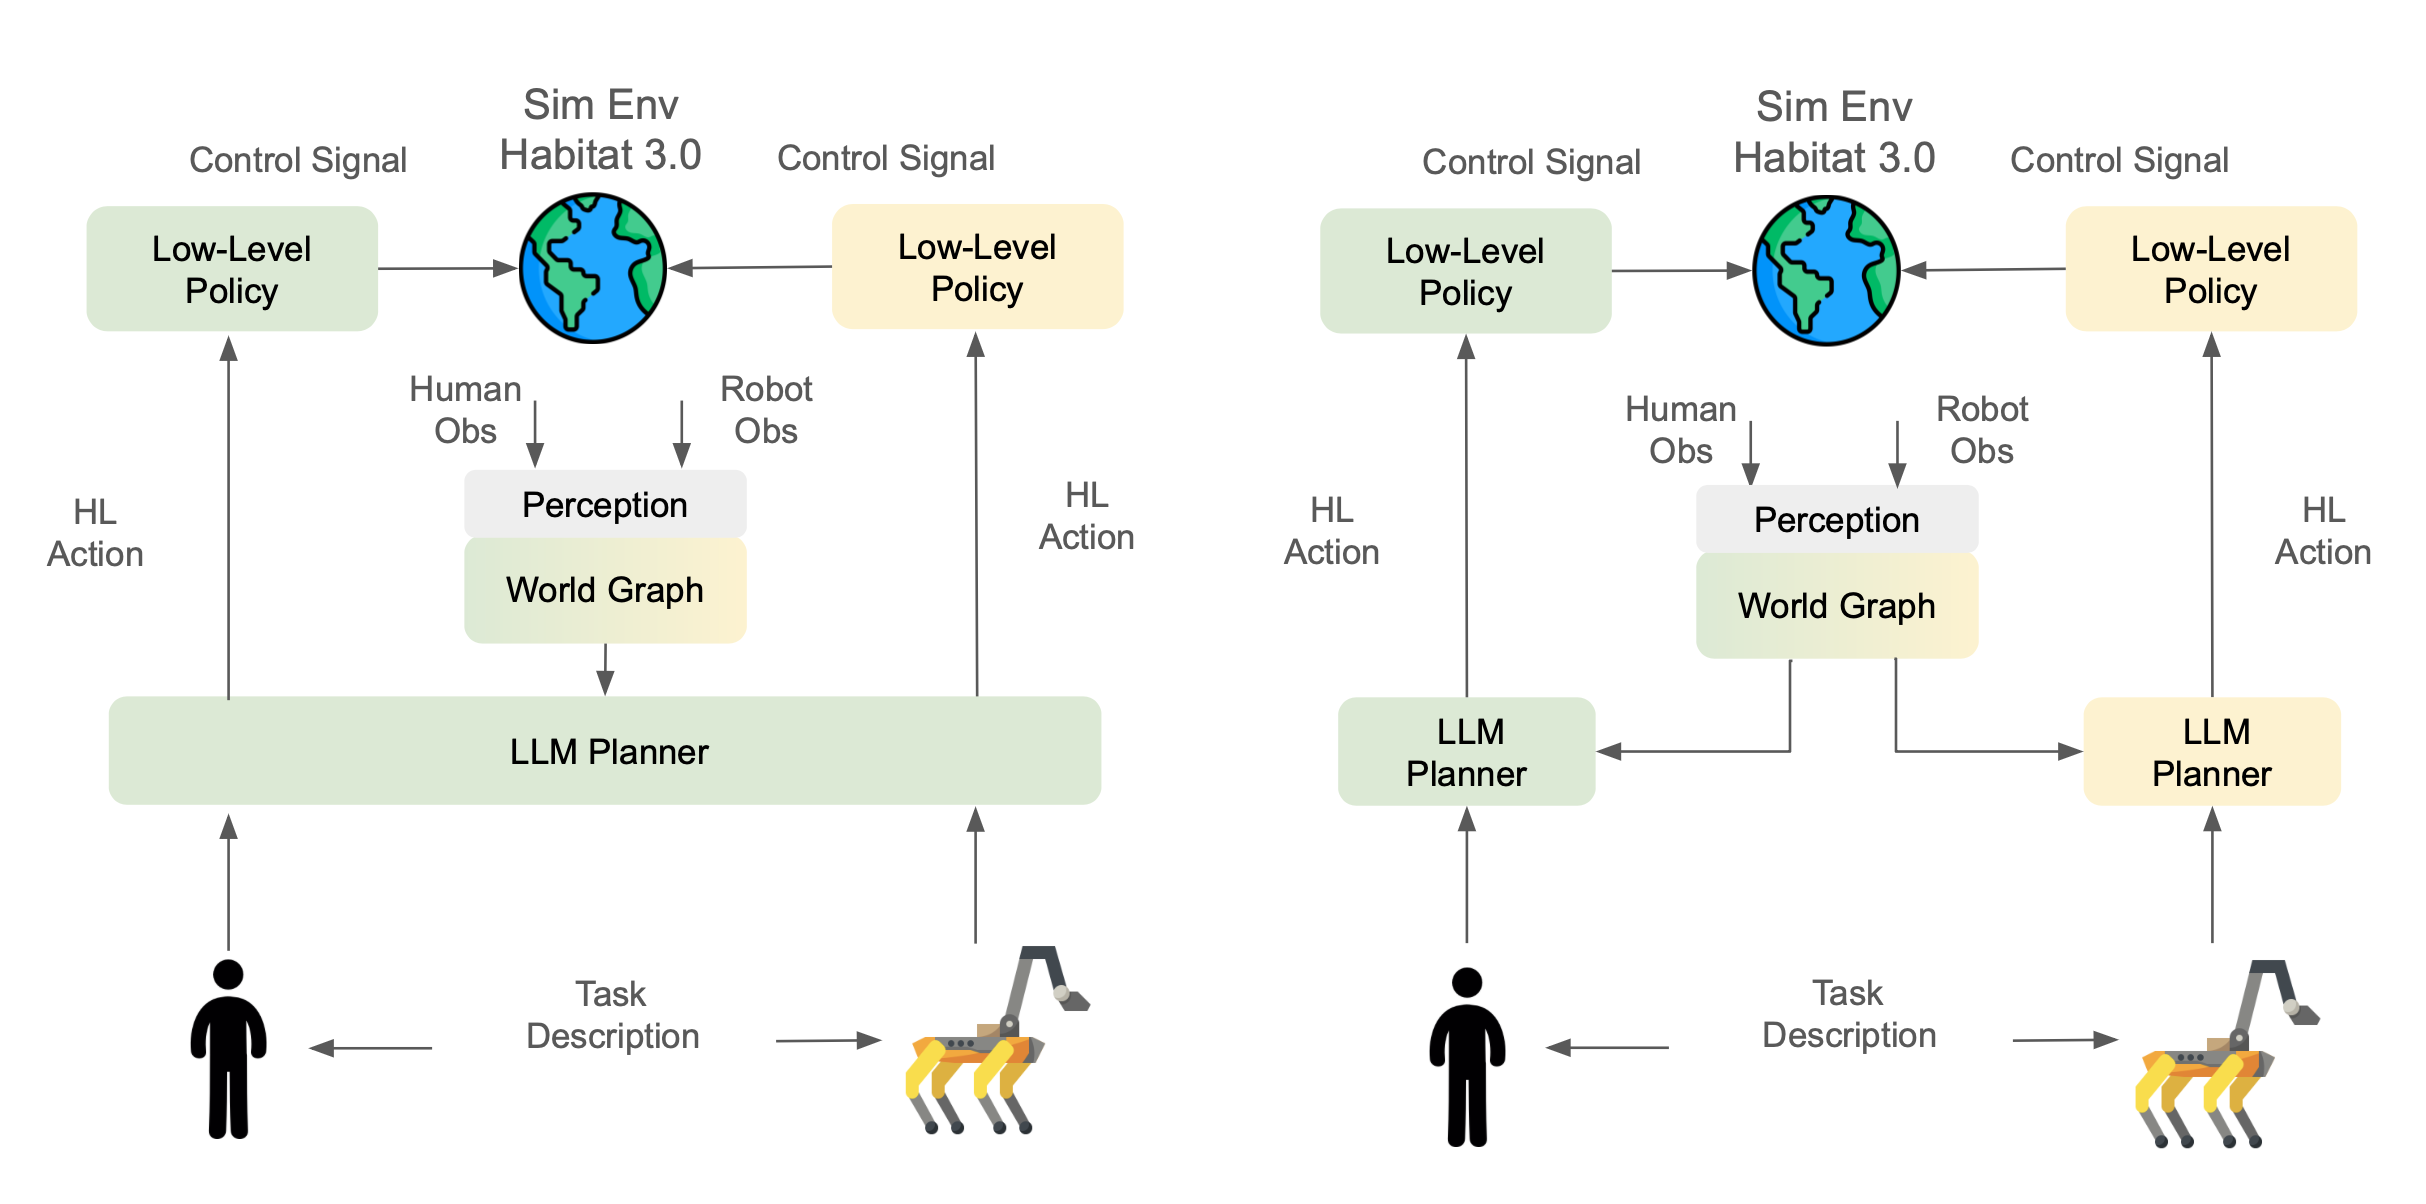 Sim Env
Habitat 3.0
Control Signal
Control Signal
Low-Level
Policy
Low-Level
Policy
Human
Obs
Robot
Obs
HL
Action
Perception
HL
Action
World Graph
LLM Planner
Task
Description
Sim Env
Habitat 3.0
Control Signal
Control Signal
Low-Level
Policy
Low-Level
Policy
Human
Obs
Robot
Obs
HL
Action
Perception
HL
Action
World Graph
LLM
Planner
LLM
Planner
Task
Description